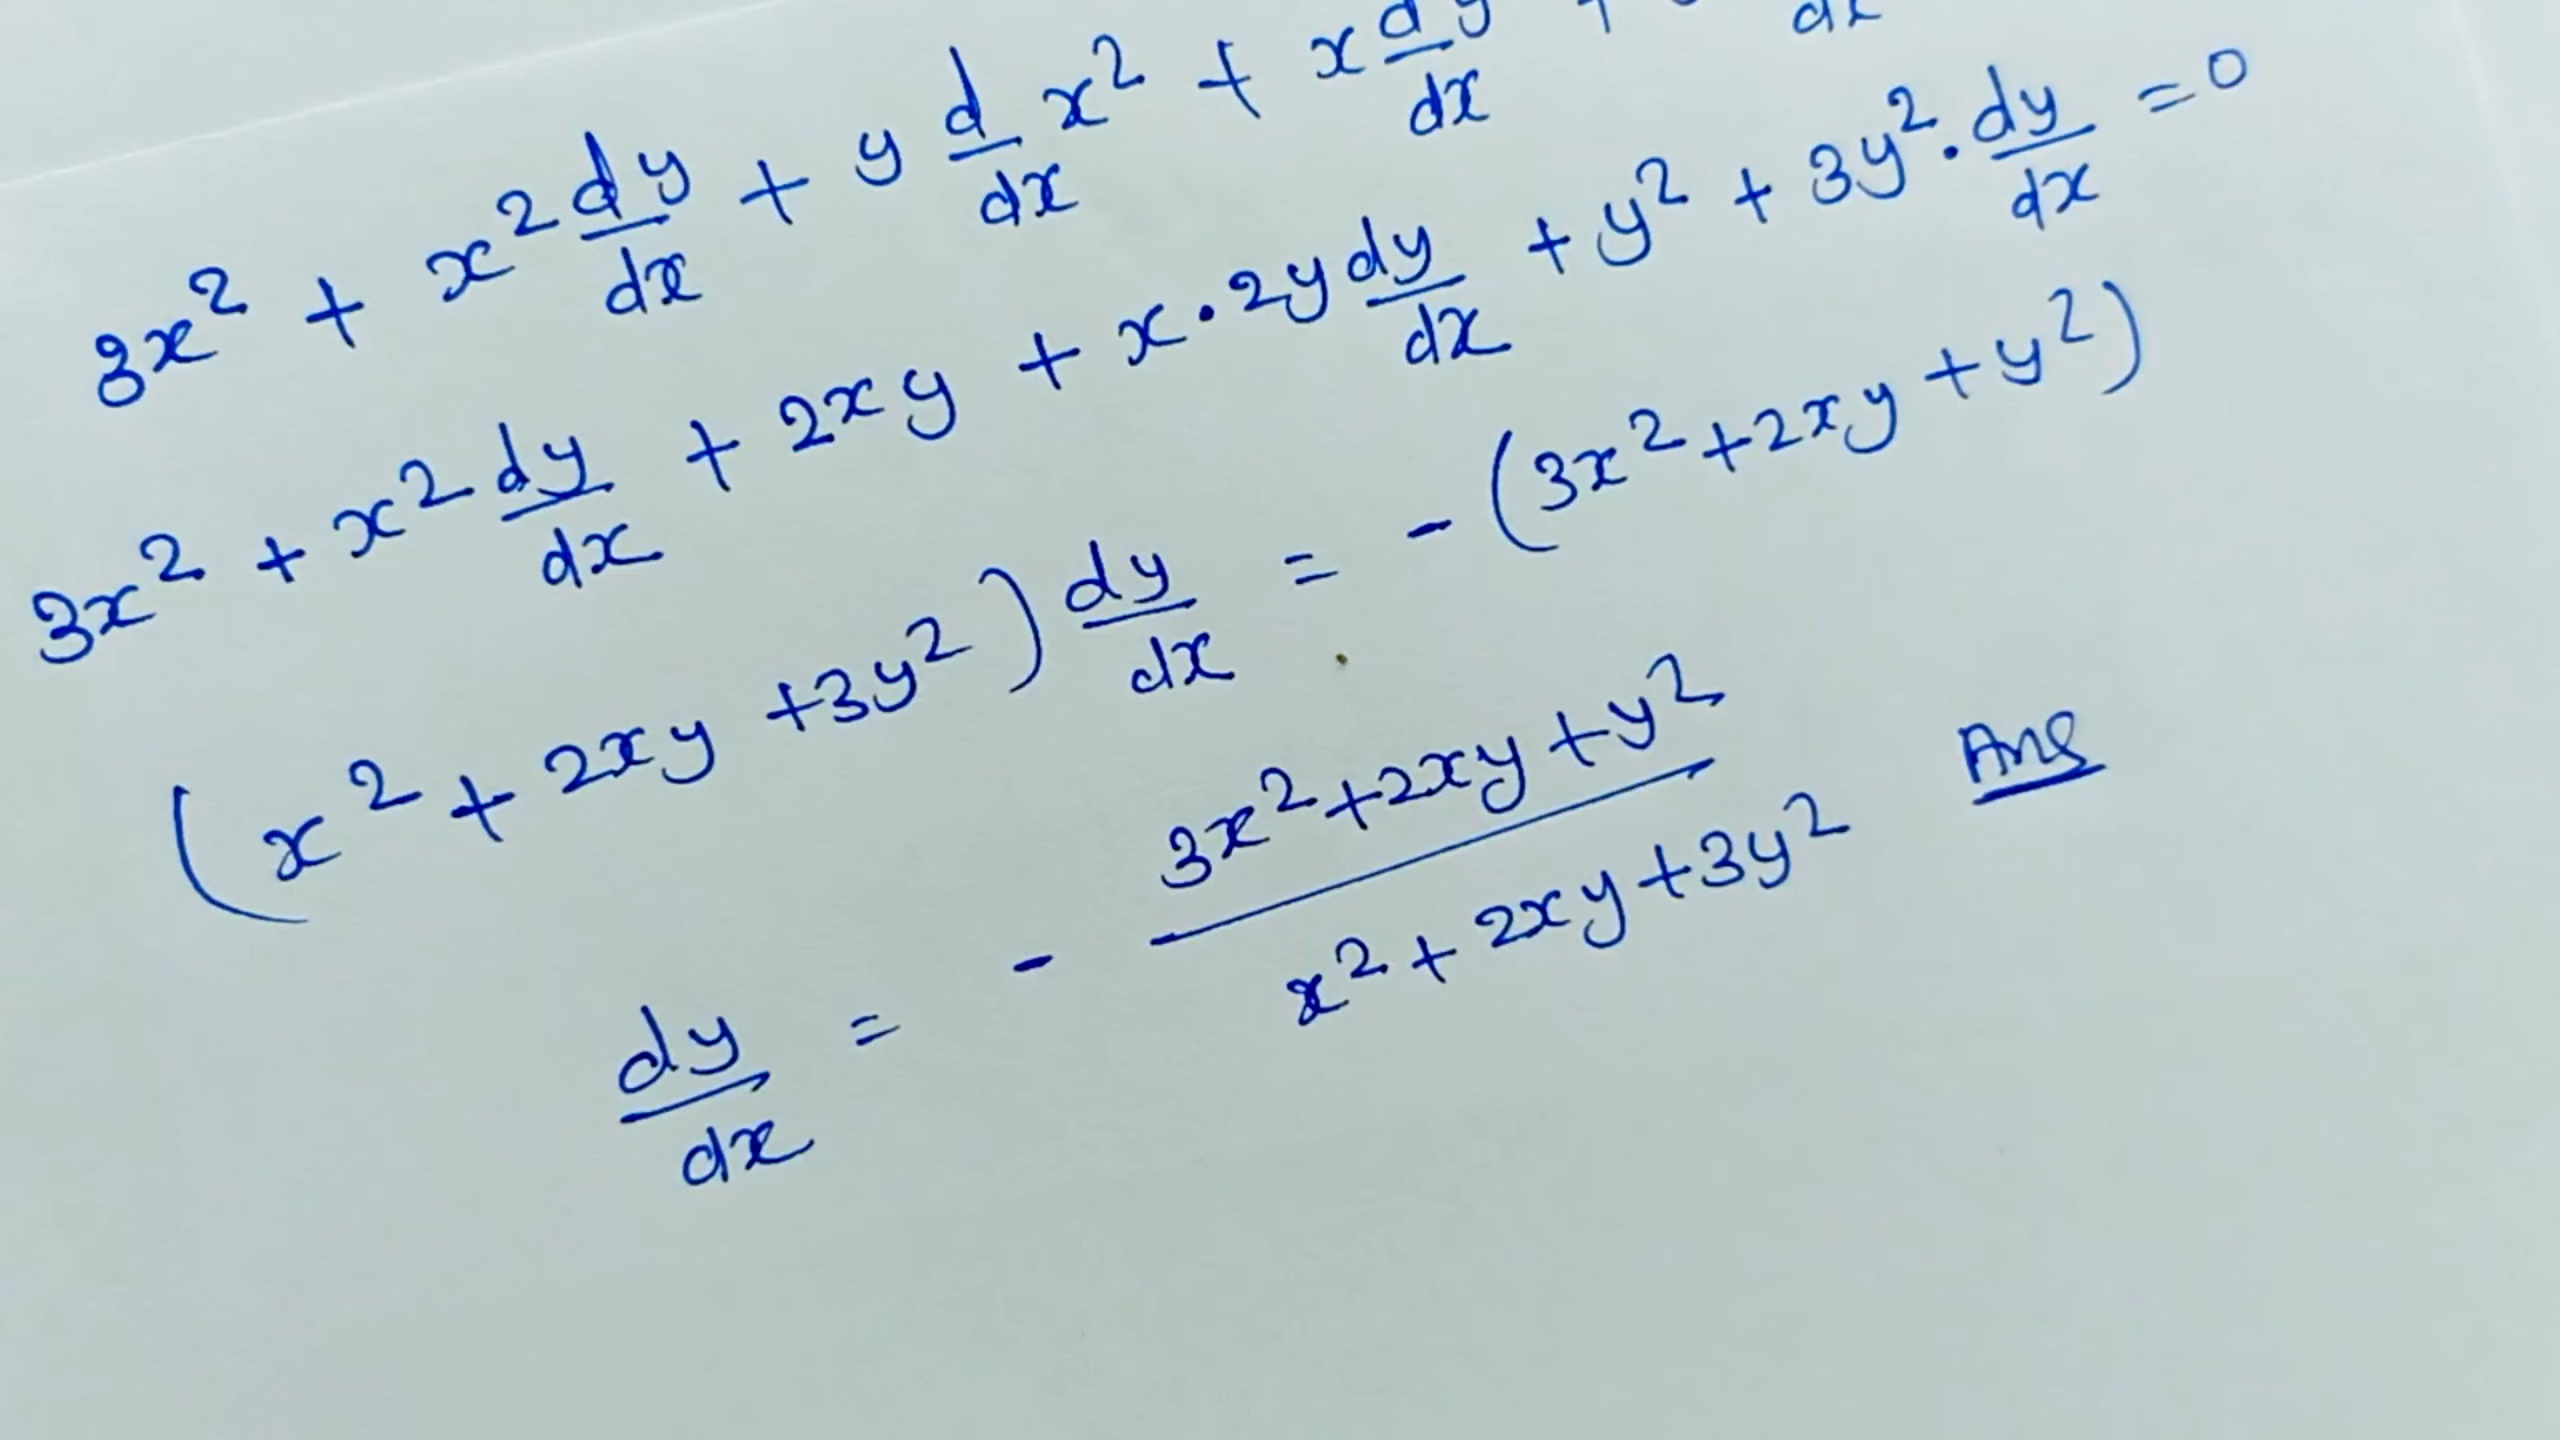 3x² + x² dy/dx + y d/dx x² + x dy/dx
3x² + x² dy/dx + 2xy + x·2y dy/dx + y² + 3y²·dy/dx = 0
(x² + 2xy + 3y²) dy/dx = - (3x² + 2xy + y²)
dy/dx = - (3x² + 2xy + y²)/(x² + 2xy + 3y²) Ans